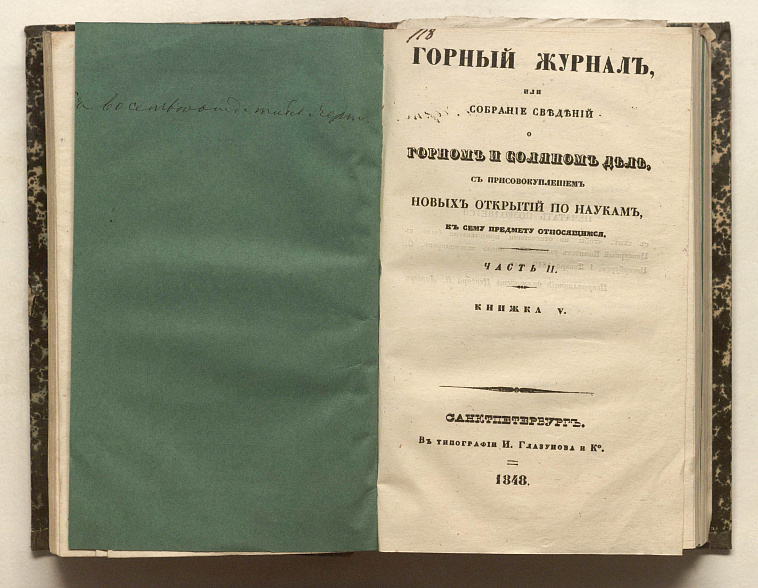 118
ГОРНЫЙ ЖУРНАЛЪ,
ИЛИ
СОБРАНІЕ СВѢДѢНІЙ
О
ГОРНОМЪ И СОЛЯНОМЪ ДѢЛѢ,
СЪ ПРИСОВОКУПЛЕНІЕМЪ
НОВЫХЪ ОТКРЫТІЙ ПО НАУКАМЪ,
КЪ СЕМУ ПРЕДМЕТУ ОТНОСЯЩИМСЯ.
ЧАСТЬ II.
КНИЖКА V.
САНКТПЕТЕРБУРГЪ.
Въ типографіи И. Глазунова и Ко.
1848.